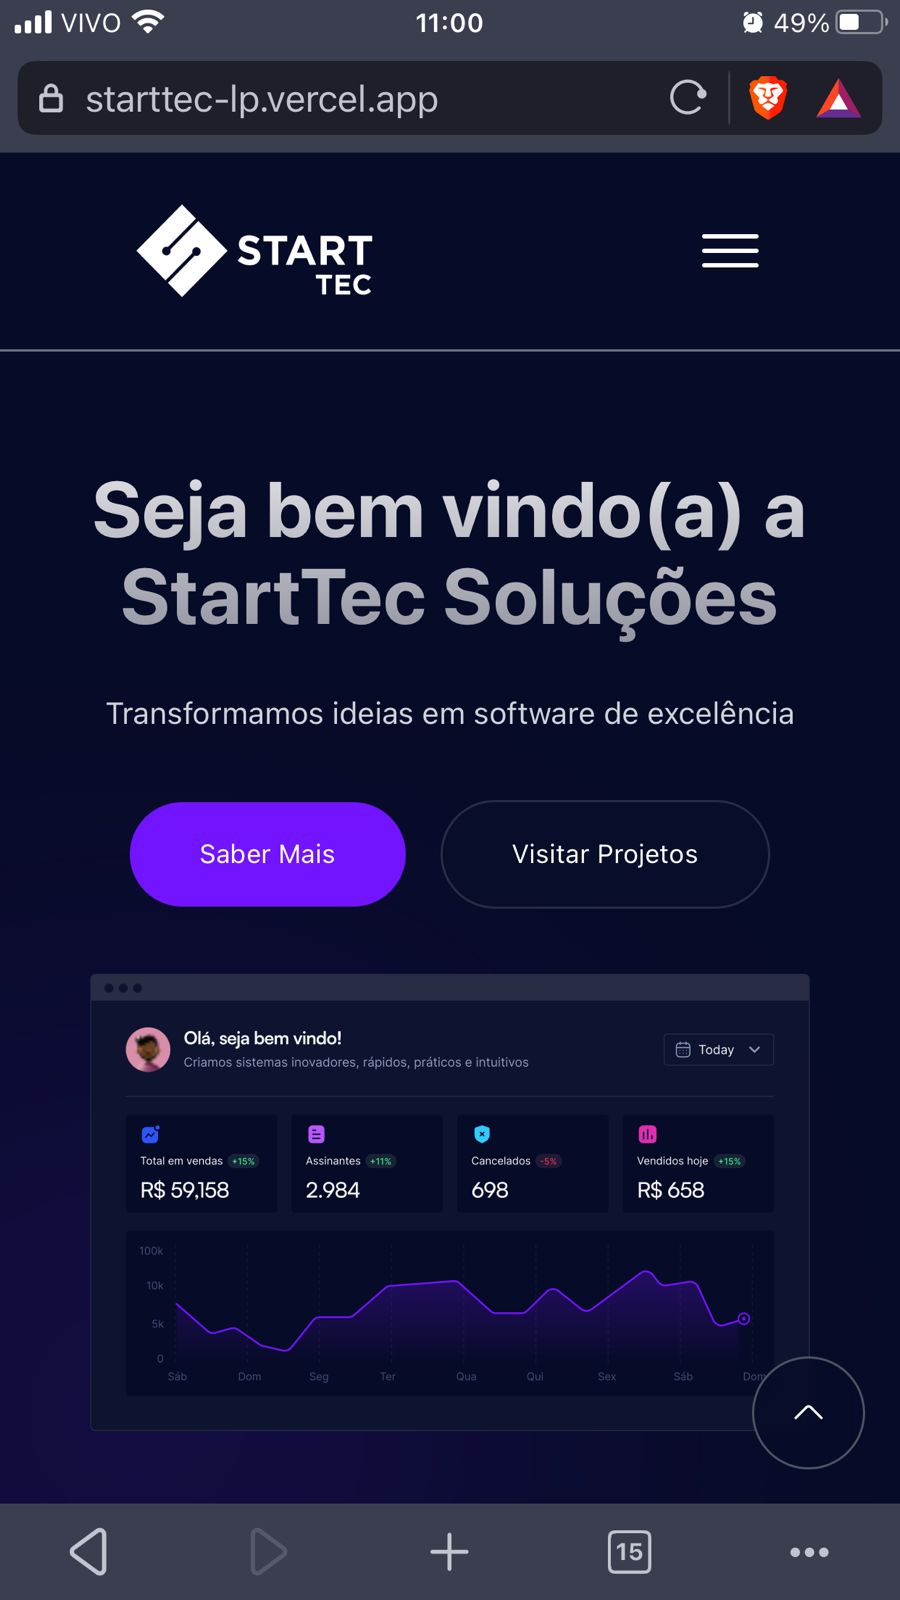 VIVO 11:00 49%
starttec-lp.vercel.app
START
TEC
Seja bem vindo(a) a
StartTec Soluções
Transformamos ideias em software de excelência
Saber Mais Visitar Projetos
Olá, seja bem vindo!
Criamos sistemas inovadores, rápidos, práticos e intuitivos
Today
Total em vendas +15% Assinantes +11% Cancelados -5% Vendidos hoje +15%
R$ 59,158 2.984 698 R$ 658
100k
10k
5k
0
Sáb Dom Seg Ter Qua Qui Sex Sáb Dom
15